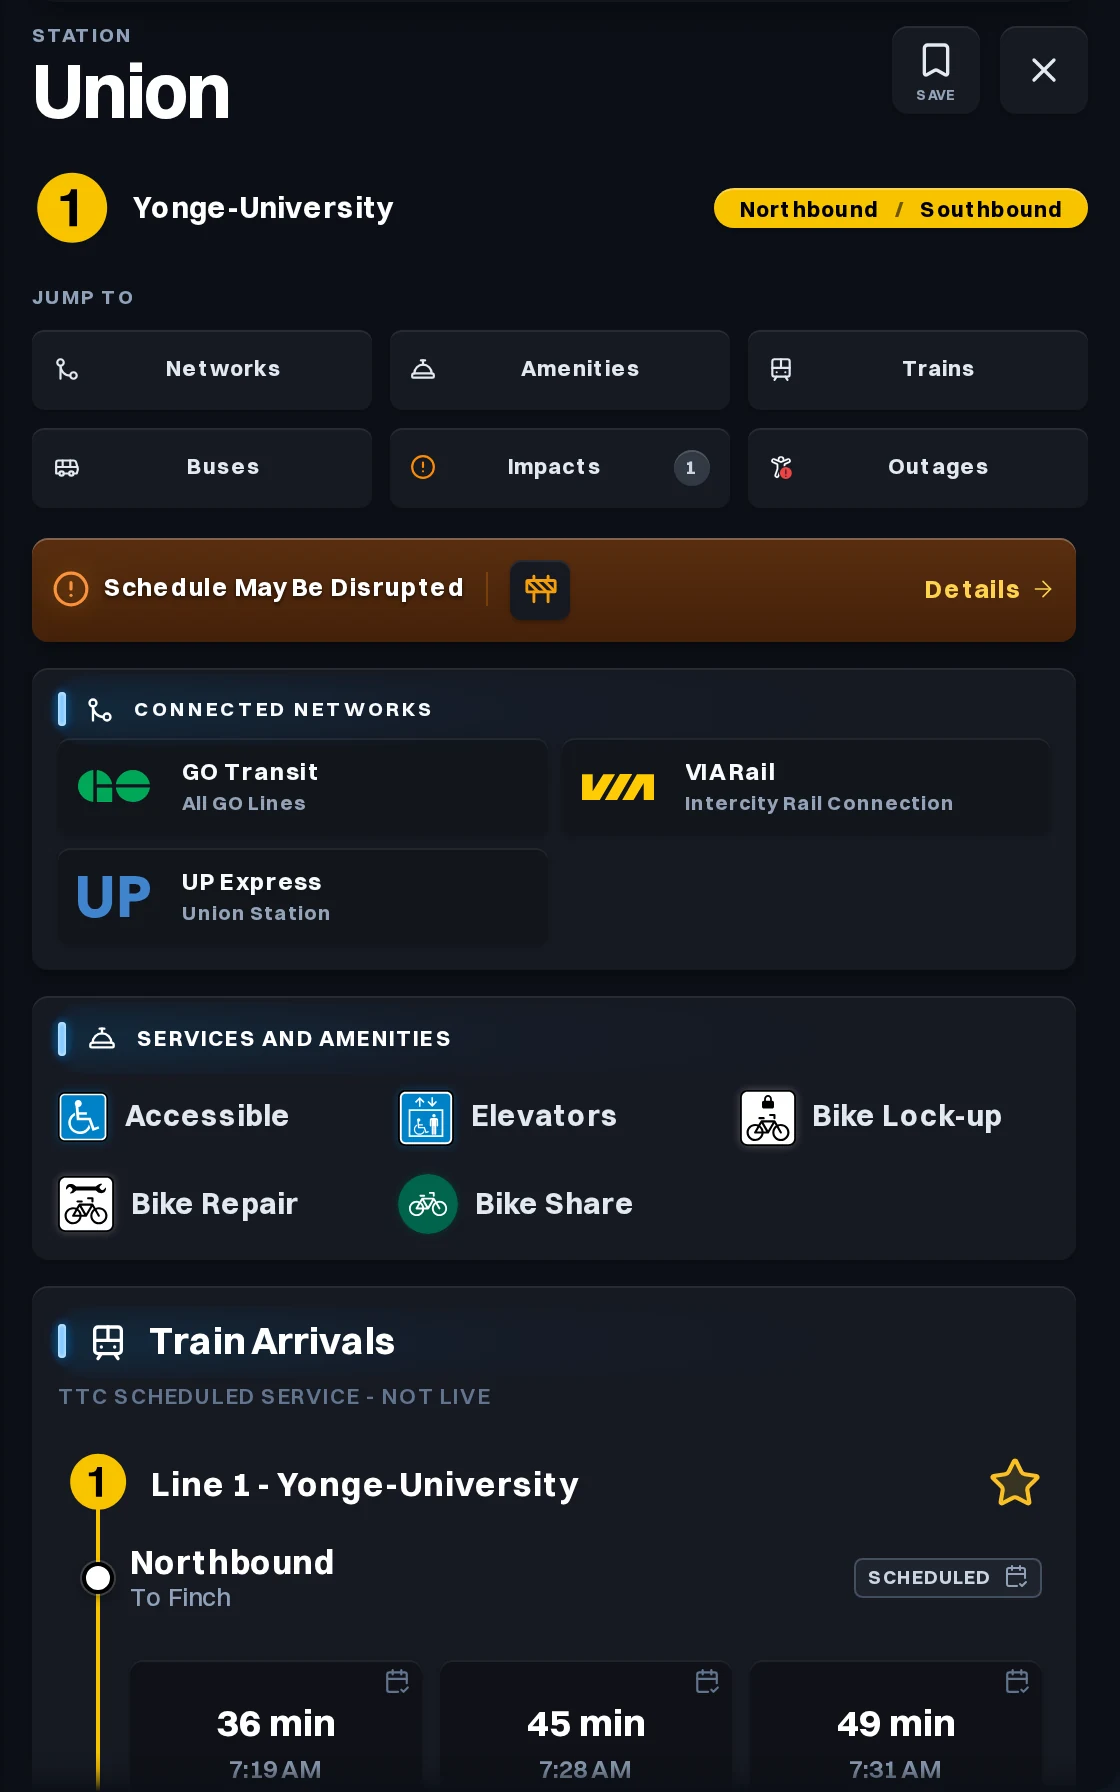 STATION
Union
SAVE
1 Yonge-University
Northbound / Southbound
JUMP TO
Networks
Amenities
Trains
Buses
Impacts 1
Outages
Schedule May Be Disrupted
Details →
CONNECTED NETWORKS
GO Transit
All GO Lines
VIA
VIA Rail
Intercity Rail Connection
UP
UP Express
Union Station
SERVICES AND AMENITIES
Accessible
Elevators
Bike Lock-up
Bike Repair
Bike Share
Train Arrivals
TTC SCHEDULED SERVICE - NOT LIVE
1 Line 1 - Yonge-University
Northbound
To Finch
SCHEDULED
36 min
7:19 AM
45 min
7:28 AM
49 min
7:31 AM